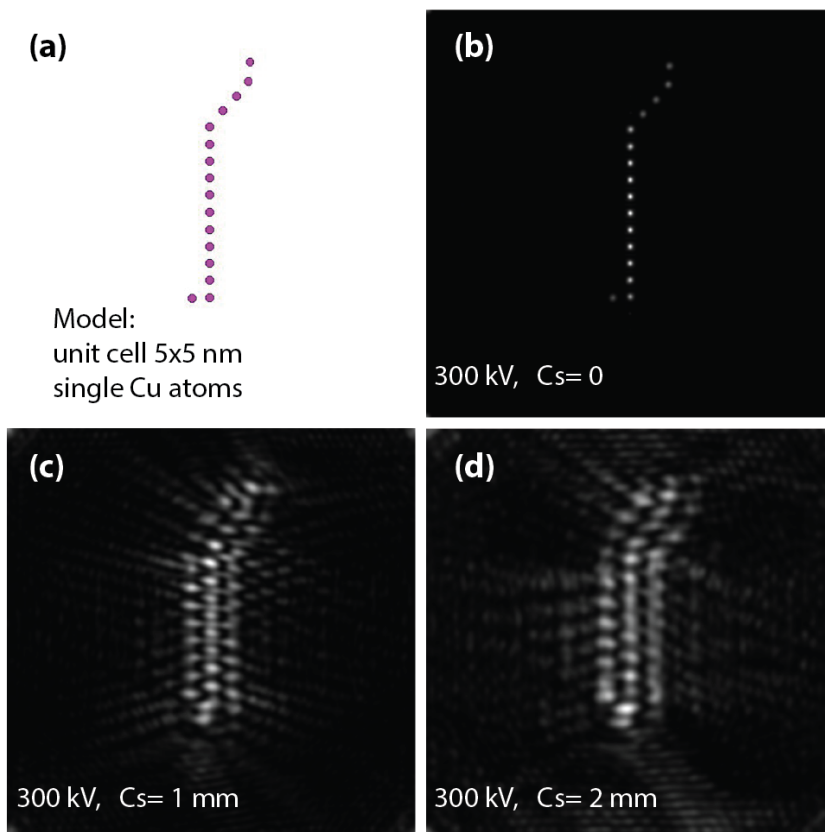 (a)
(b)
Model:
unit cell 5x5 nm
single Cu atoms
300 kV, Cs= 0
(c)
(d)
300 kV, Cs= 1 mm
300 kV, Cs= 2 mm